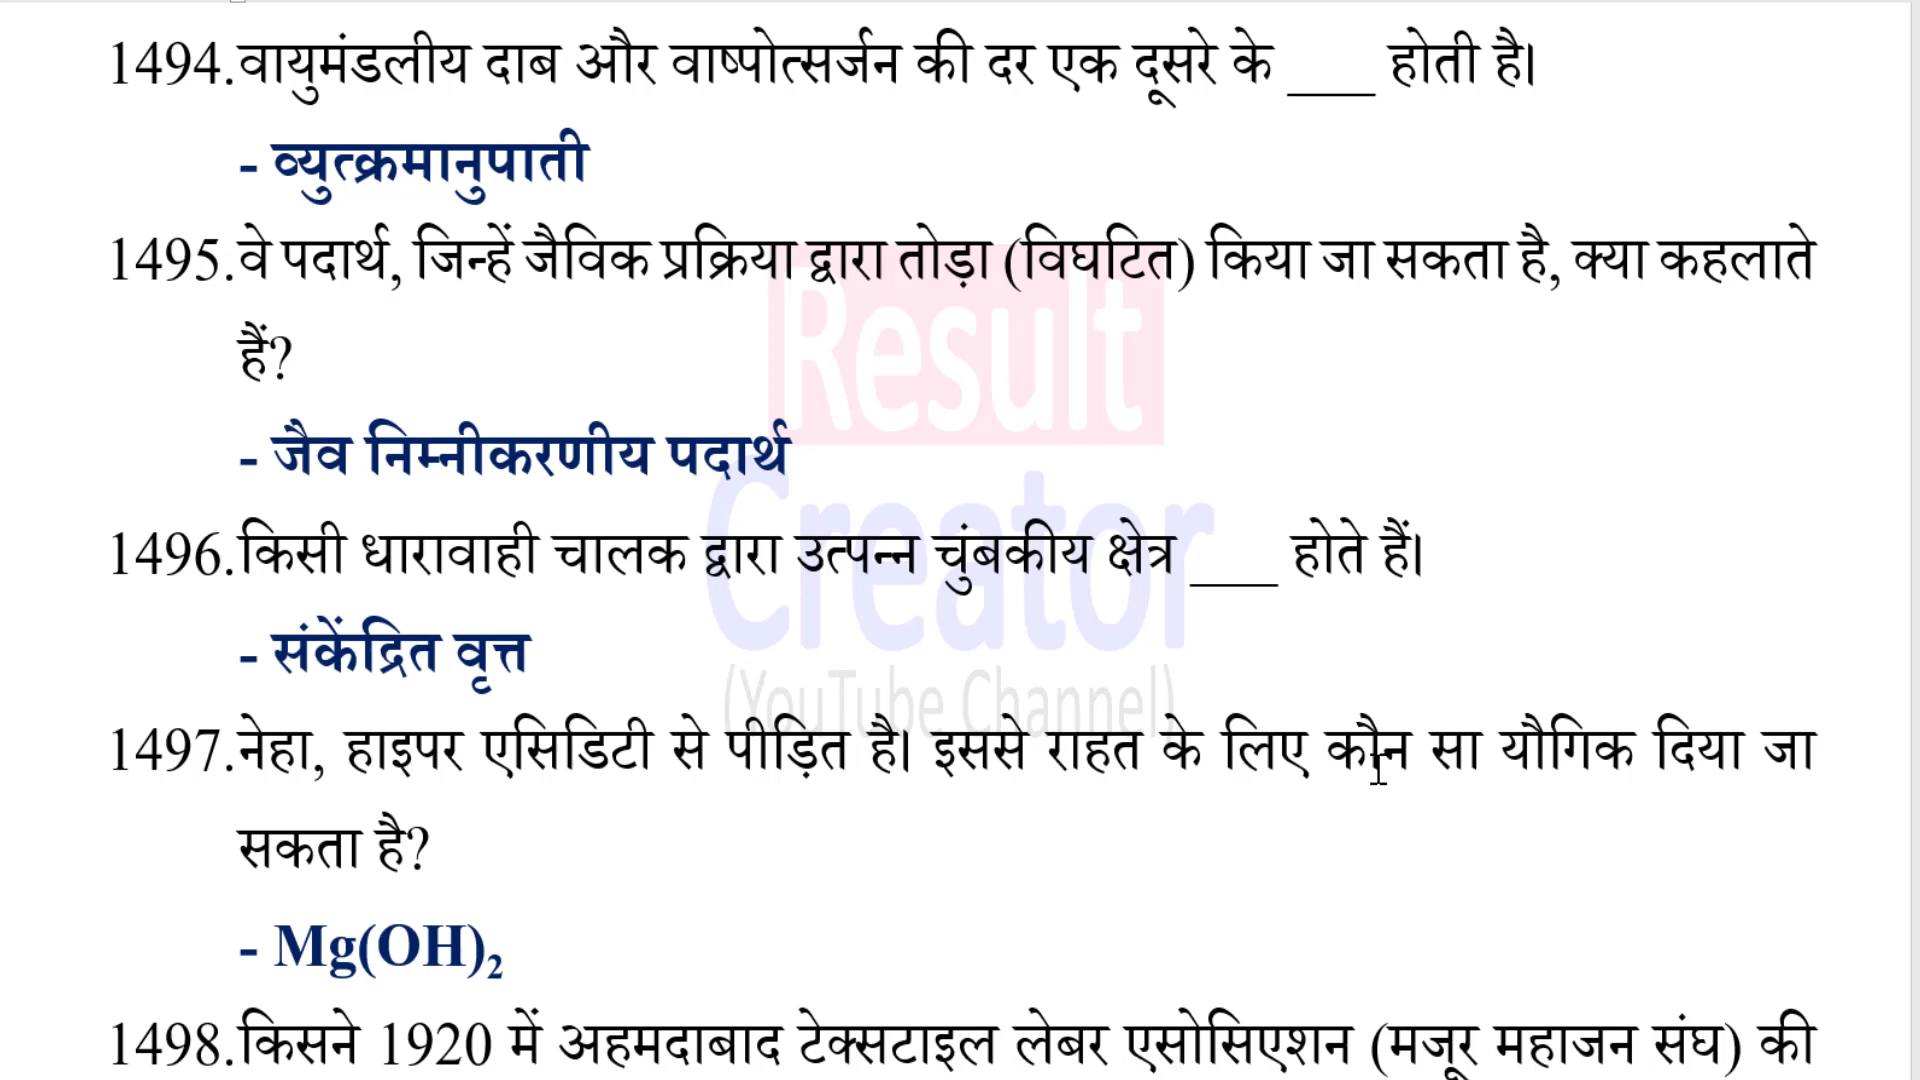 1494.वायुमंडलीय दाब और वाष्पोत्सर्जन की दर एक दूसरे के ___ होती है।
- व्युत्क्रमानुपाती
1495.वे पदार्थ, जिन्हें जैविक प्रक्रिया द्वारा तोड़ा (विघटित) किया जा सकता है, क्या कहलाते
हैं?
- जैव निम्नीकरणीय पदार्थ
1496.किसी धारावाही चालक द्वारा उत्पन्न चुंबकीय क्षेत्र ___ होते हैं।
- संकेंद्रित वृत्त
1497.नेहा, हाइपर एसिडिटी से पीड़ित है। इससे राहत के लिए कौन सा यौगिक दिया जा
सकता है?
- Mg(OH)₂
1498.किसने 1920 में अहमदाबाद टेक्सटाइल लेबर एसोसिएशन (मजूर महाजन संघ) की
Result
Creator
(YouTube Channel)